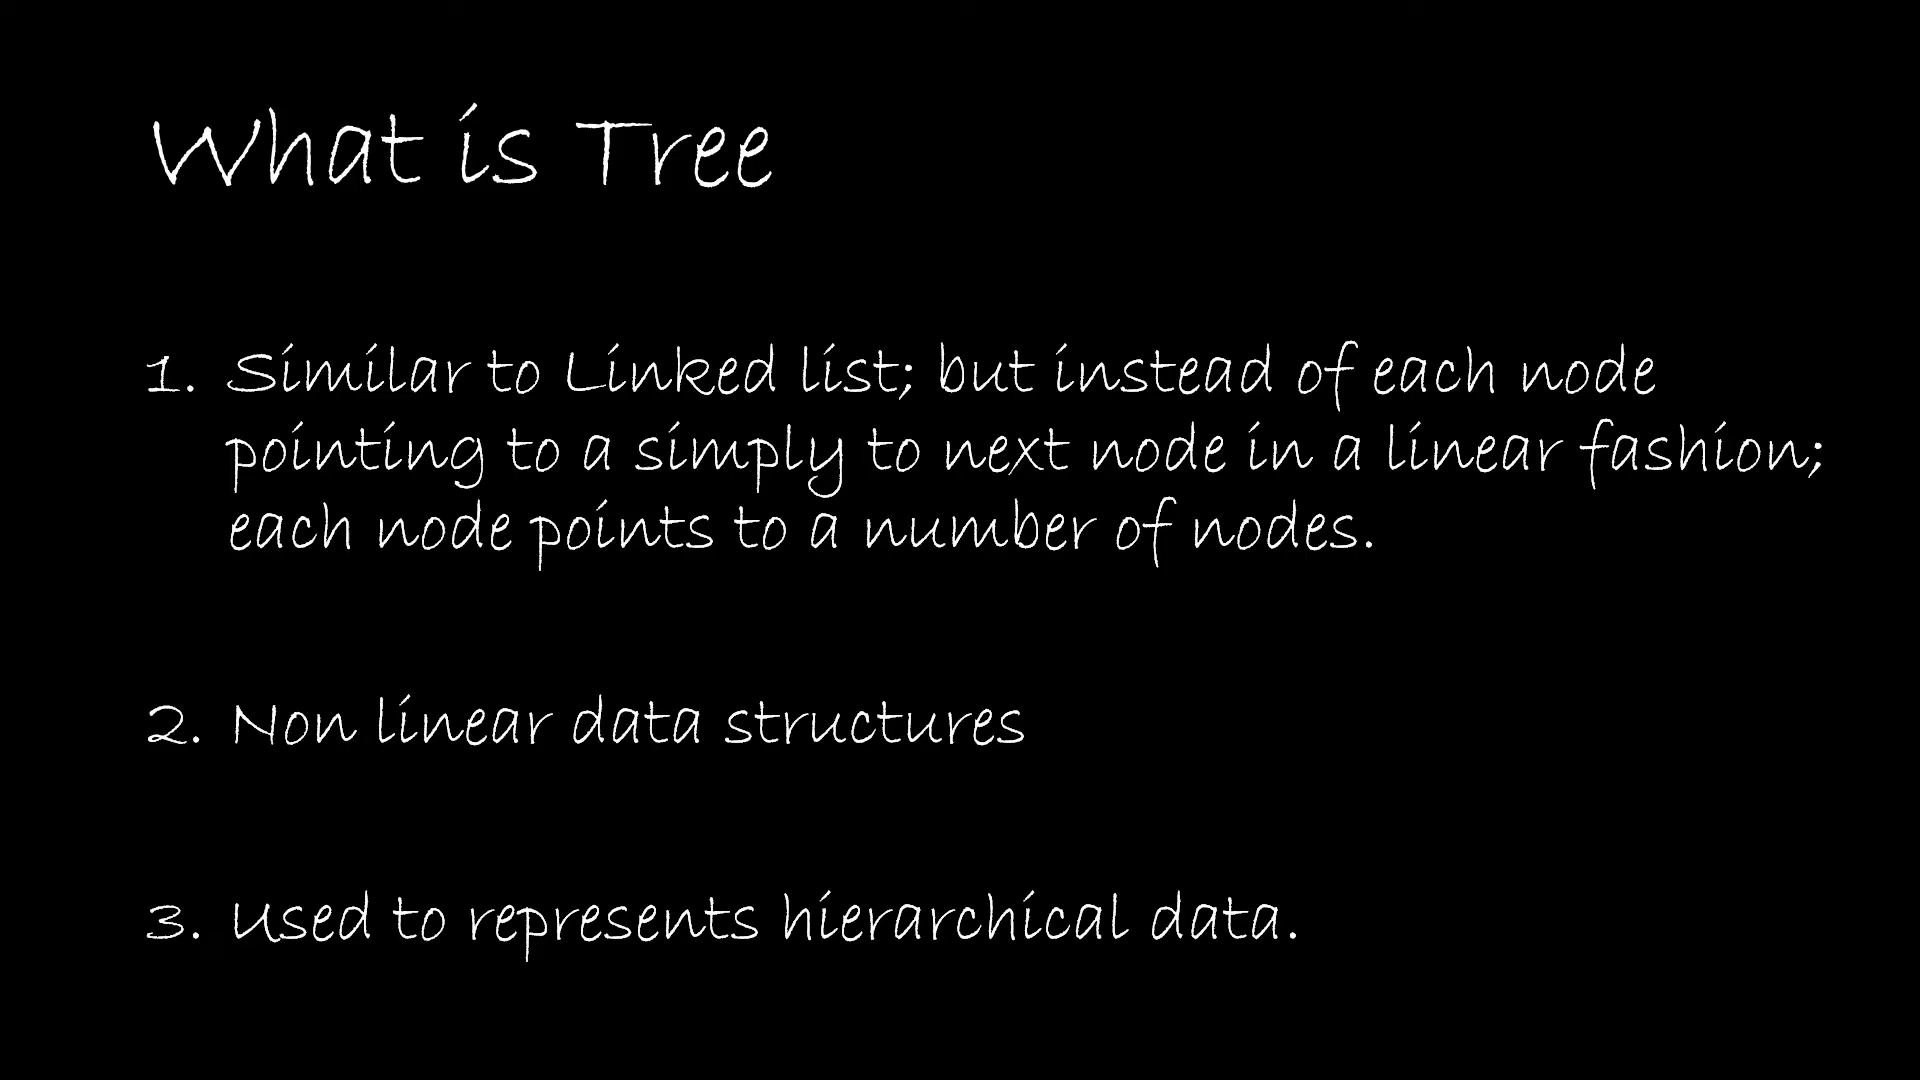 What is Tree
1. Similar to Linked list; but instead of each node
pointing to a simply to next node in a linear fashion;
each node points to a number of nodes.
2. Non linear data structures
3. Used to represents hierarchical data.